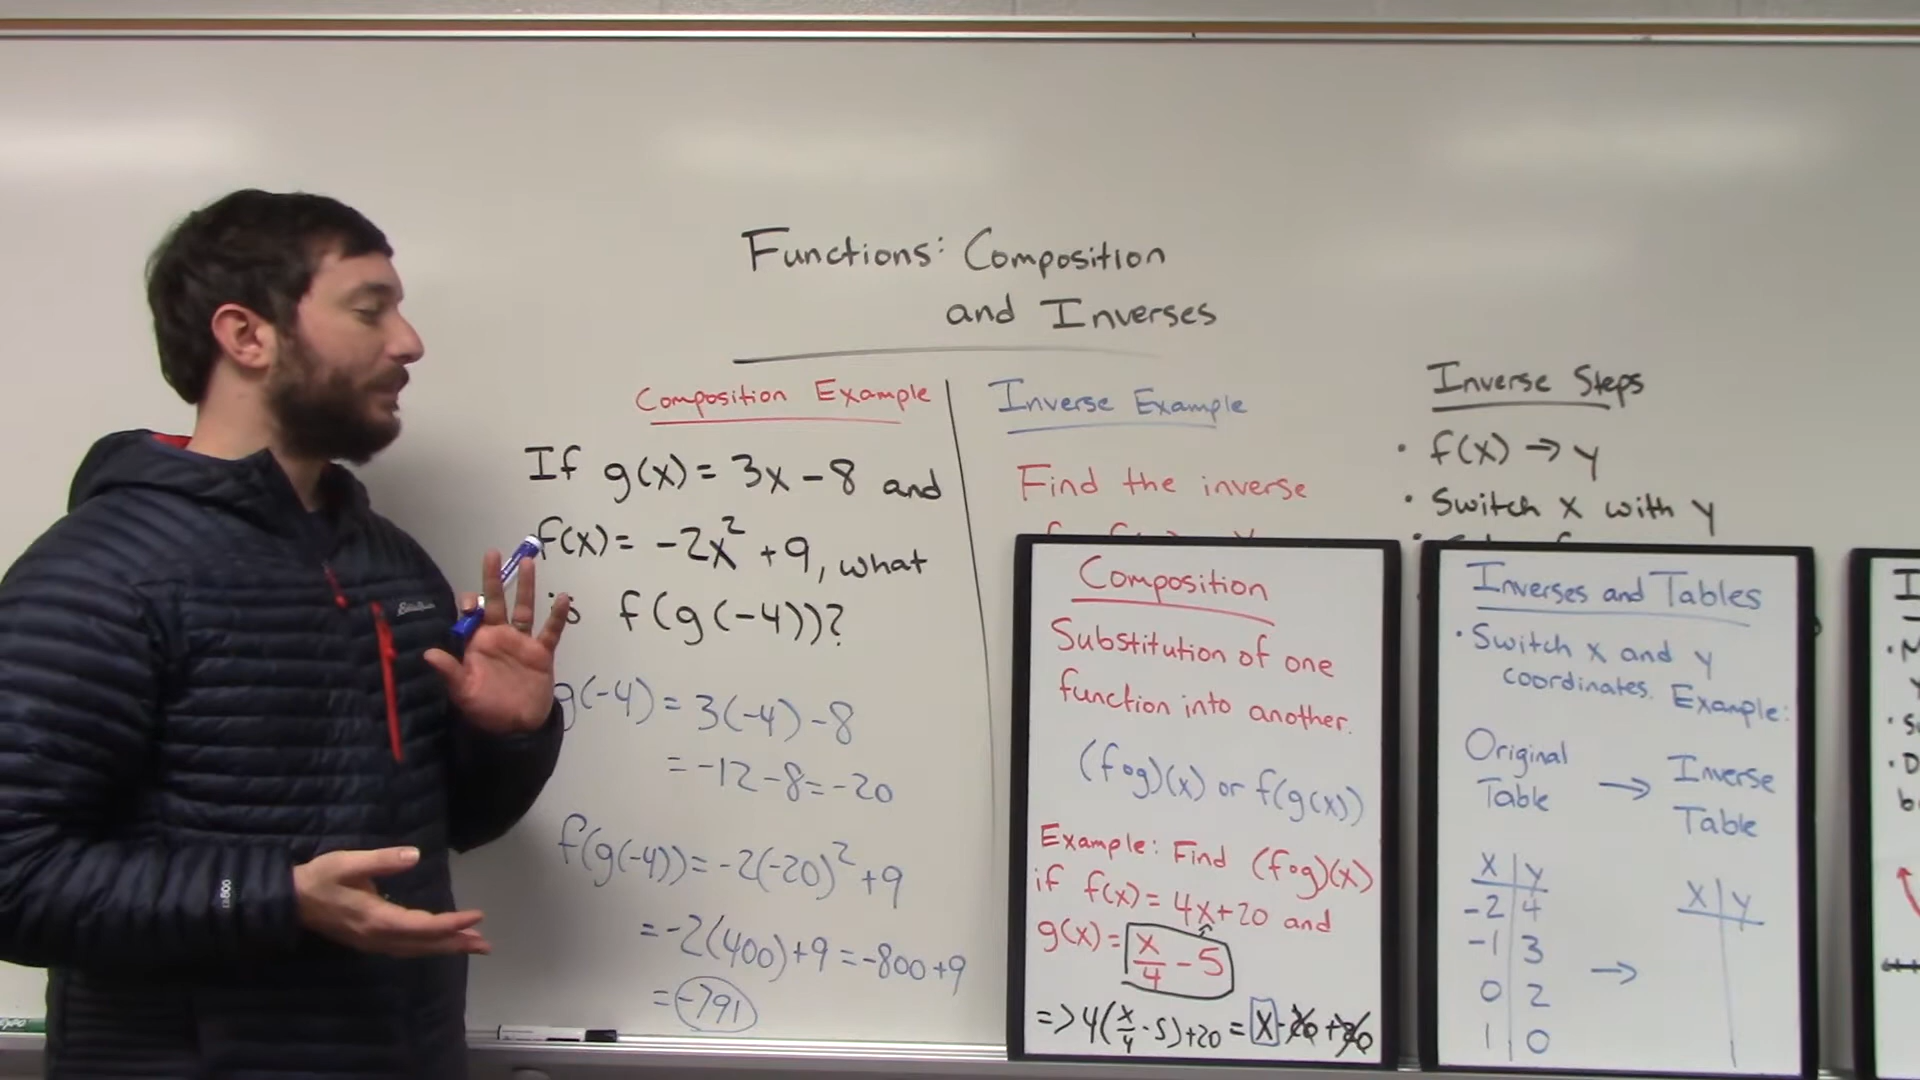 Functions: Composition
and Inverses
Composition Example
If g(x) = 3x - 8 and
f(x) = -2x² + 9, what
is f(g(-4))?
g(-4) = 3(-4) - 8
= -12 - 8 = -20
f(g(-4)) = -2(-20)² + 9
= -2(400) + 9 = -800 + 9
= -791
Inverse Example
Find the inverse
Inverse Steps
• f(x) → y
• Switch x with y
Composition
Substitution of one
function into another.
(f∘g)(x) or f(g(x))
Example: Find (f∘g)(x)
if f(x) = 4x+20 and
g(x) = x/4 - 5
=> 4(x/4 - 5) + 20 = x - 20 + 20
Inverses and Tables
• Switch x and y
coordinates. Example:
Original → Inverse
Table Table
x y
-2 4
-1 3
0 2
1 0
→
x y
Eddie Bauer
800
EXPO